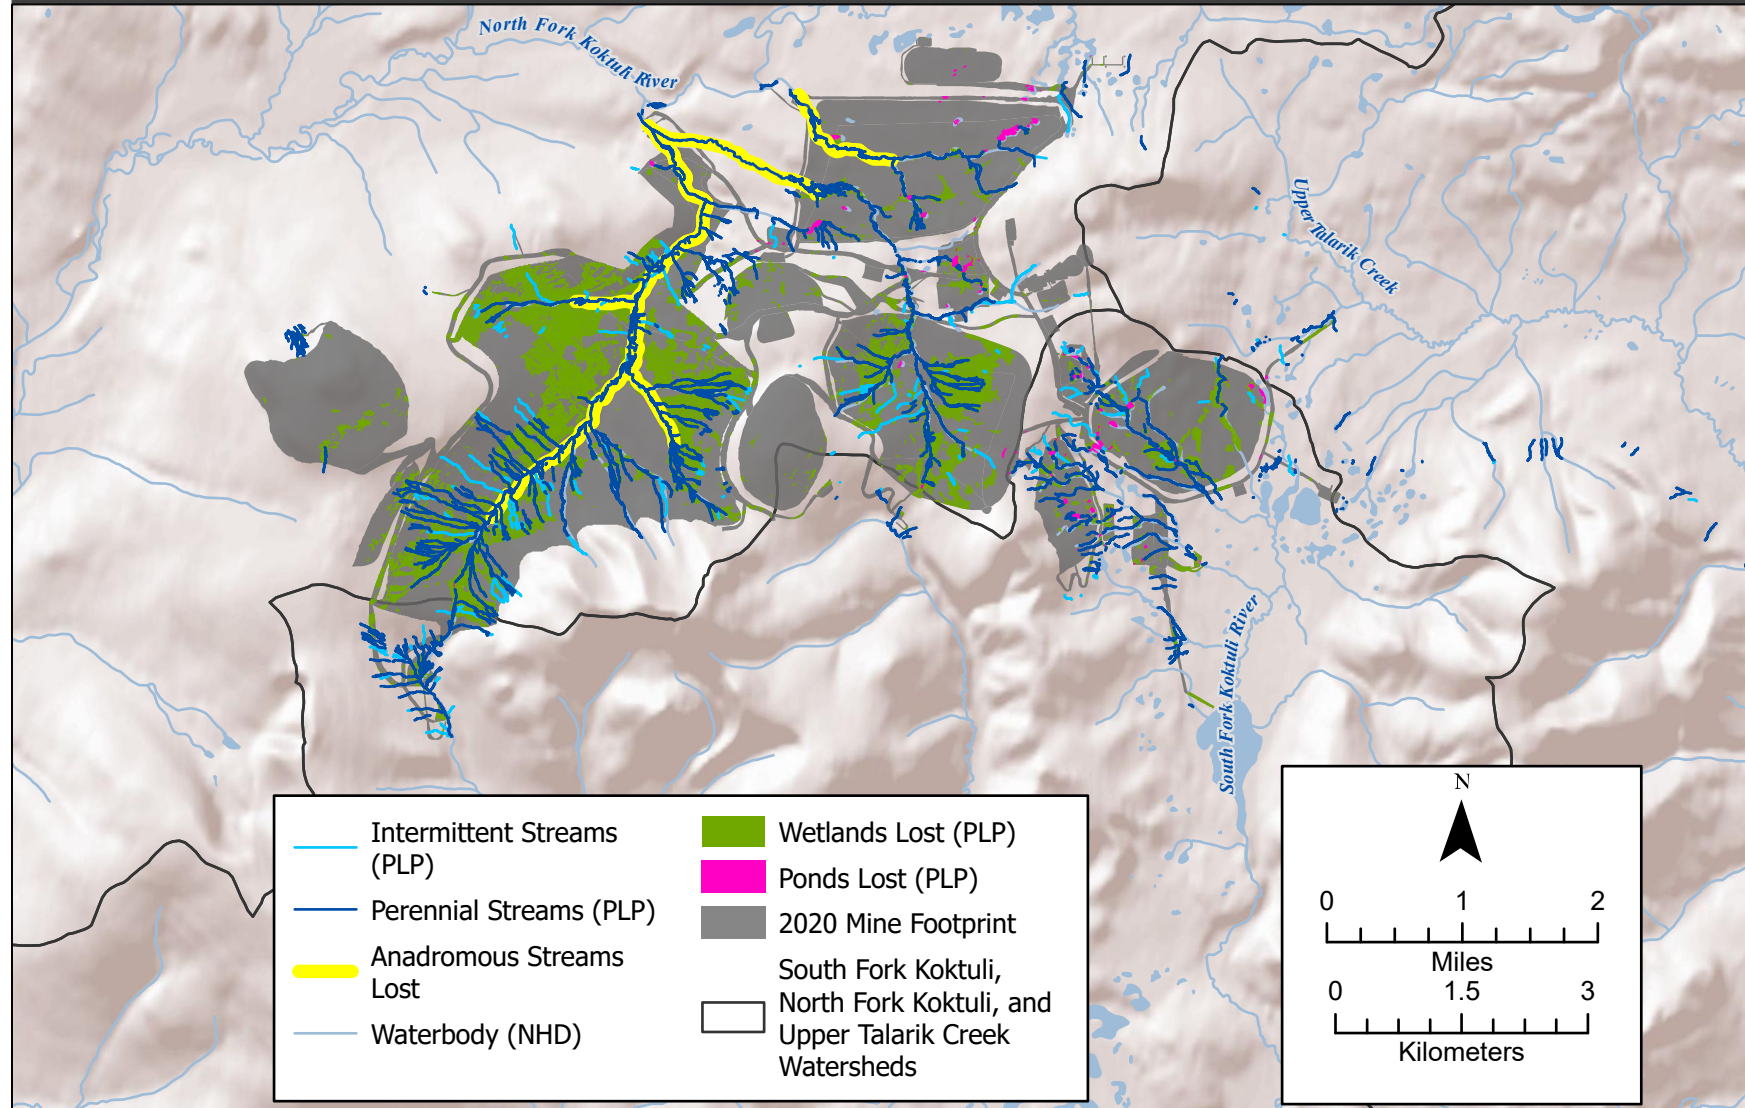 North Fork Koktuli River
Upper Talarik Creek
South Fork Koktuli River
Intermittent Streams
(PLP)
Perennial Streams (PLP)
Anadromous Streams
Lost
Waterbody (NHD)
Wetlands Lost (PLP)
Ponds Lost (PLP)
2020 Mine Footprint
South Fork Koktuli,
North Fork Koktuli, and
Upper Talarik Creek
Watersheds
N
0 1 2
Miles
0 1.5 3
Kilometers